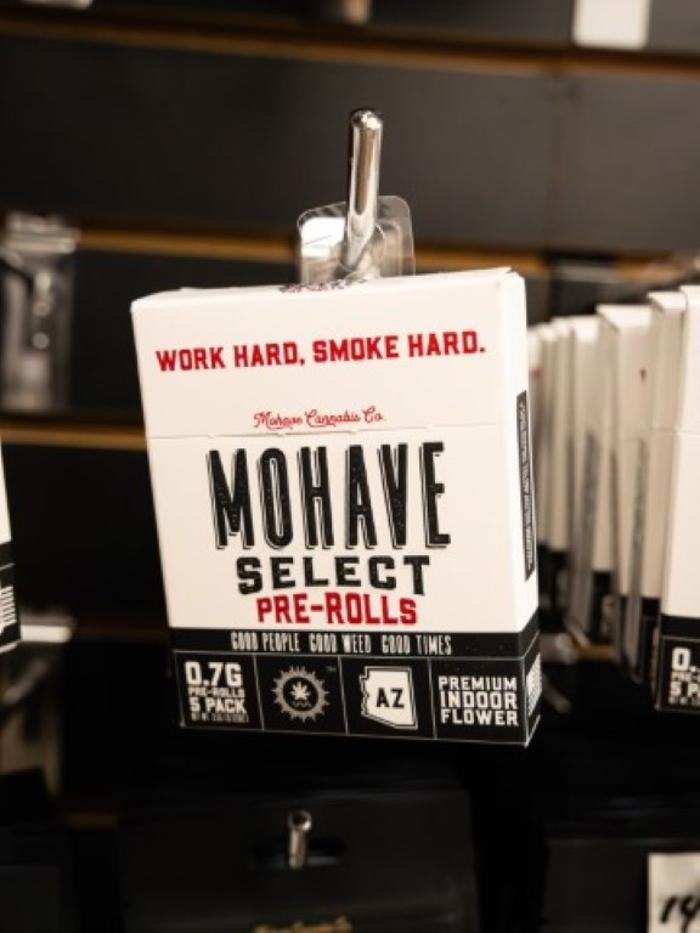 WORK HARD, SMOKE HARD.
Mohave Cannabis Co.
MOHAVE
SELECT
PRE-ROLLS
GOOD PEOPLE GOOD WEED GOOD TIMES
0.7G
PRE-ROLLS
5 PACK
AZ
PREMIUM
INDOOR
FLOWER